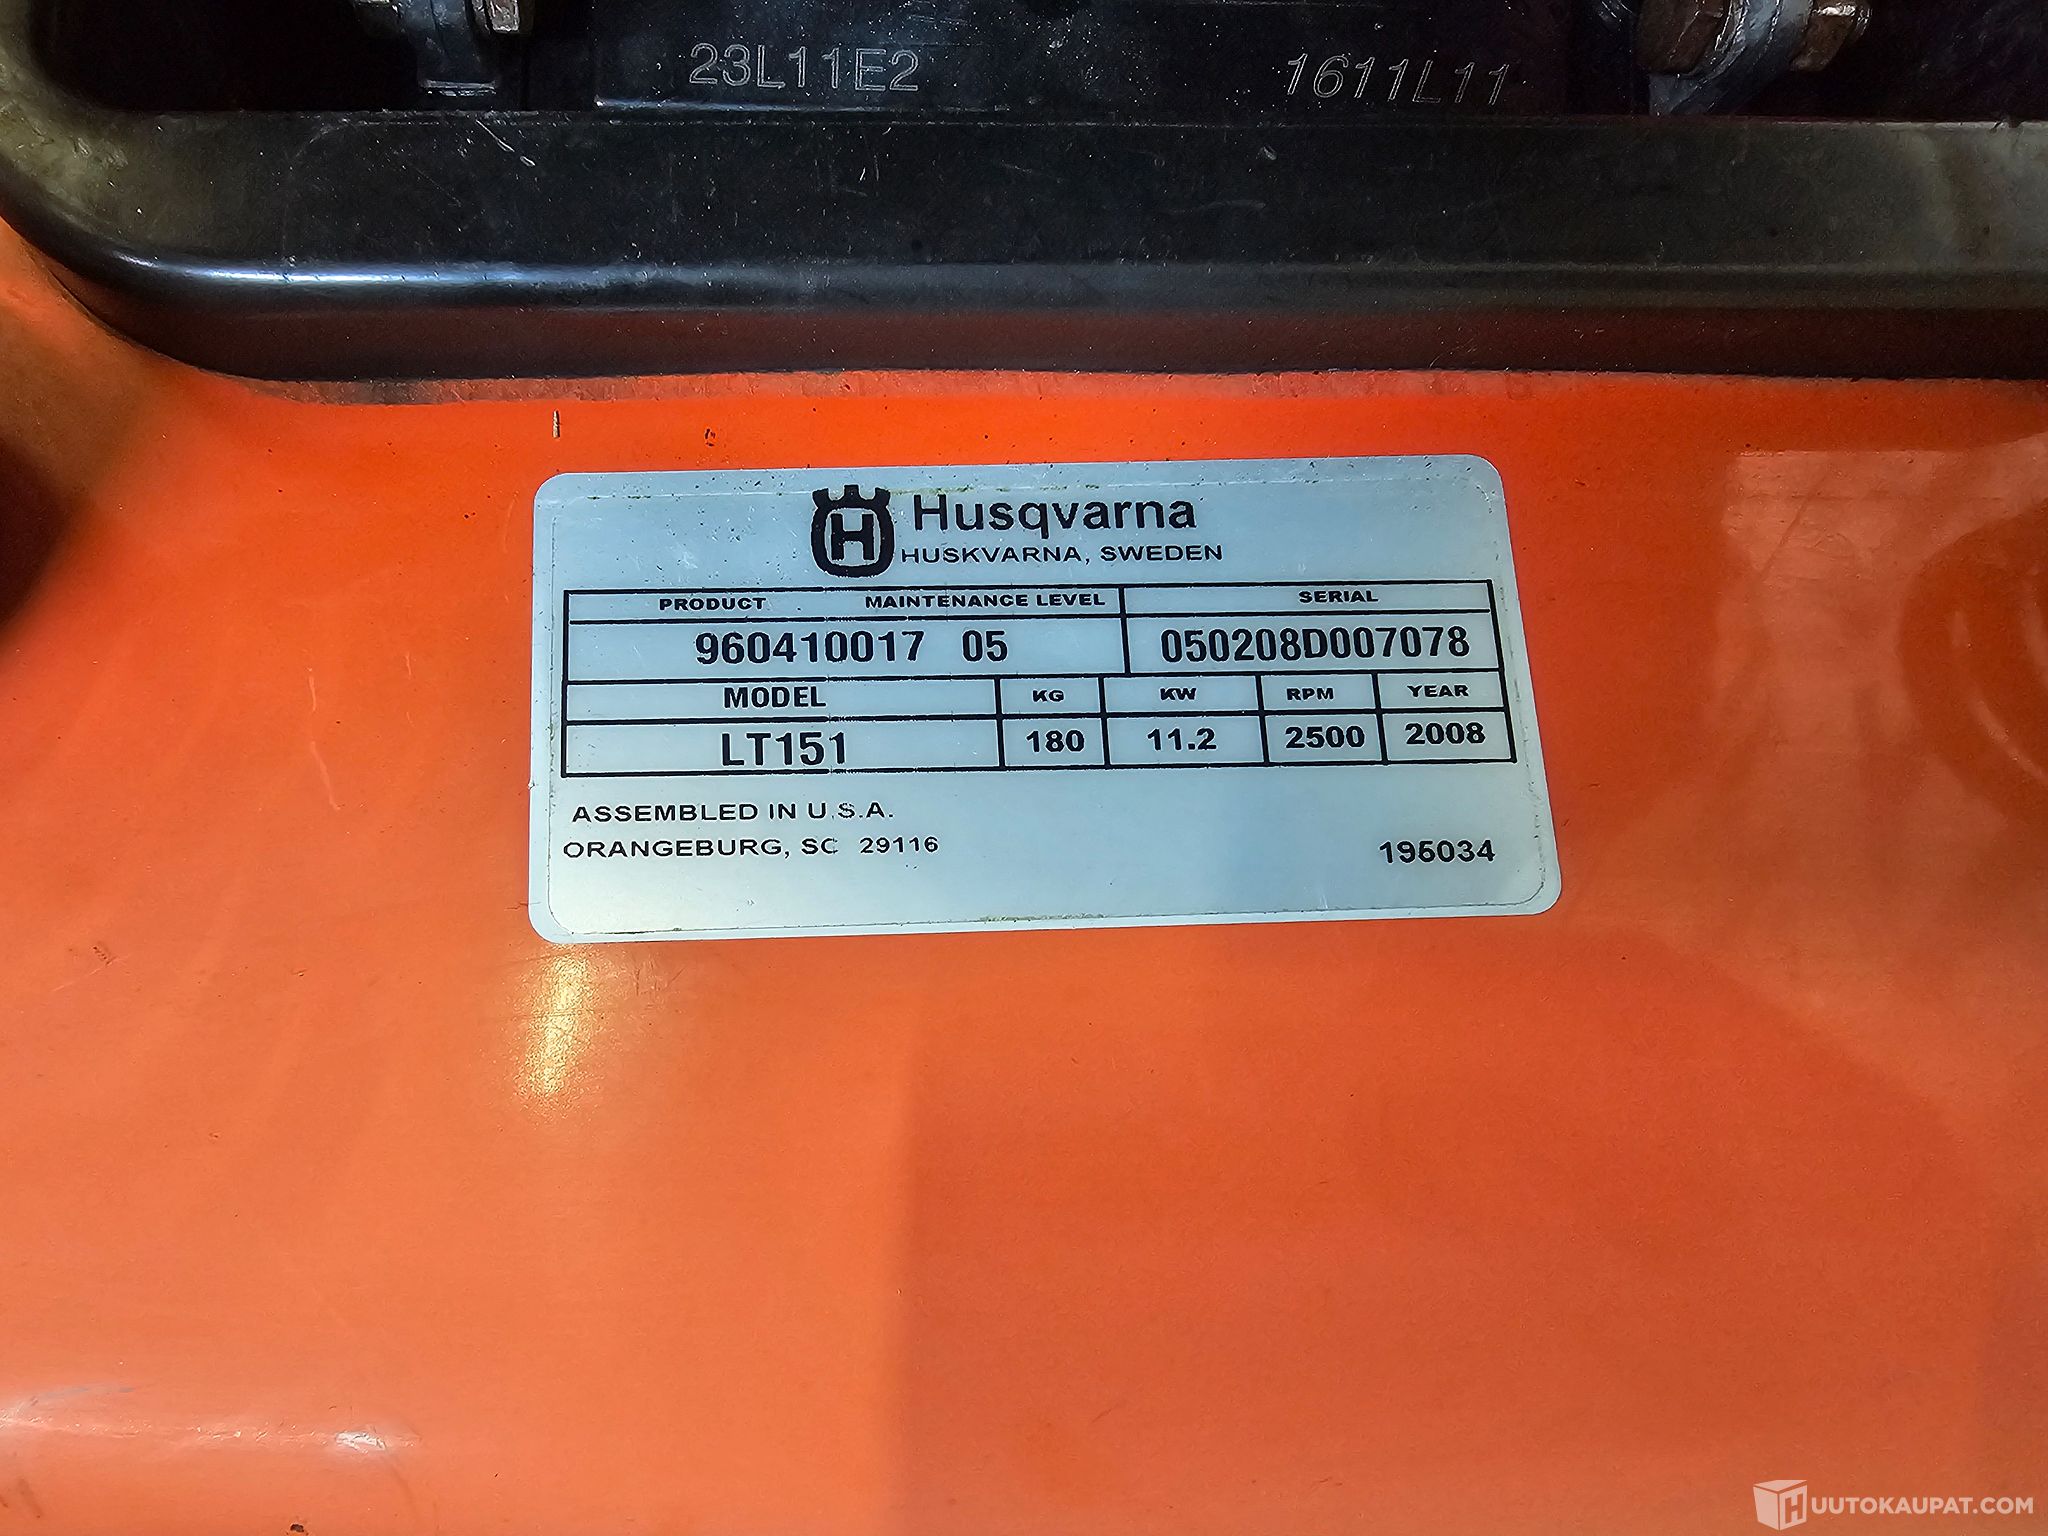 23L11E2 1611L11
H Husqvarna
HUSKVARNA, SWEDEN
PRODUCT MAINTENANCE LEVEL SERIAL
960410017 05 050208D007078
MODEL KG KW RPM YEAR
LT151 180 11.2 2500 2008
ASSEMBLED IN U.S.A.
ORANGEBURG, SC 29116 195034
HUUTOKAUPAT.COM